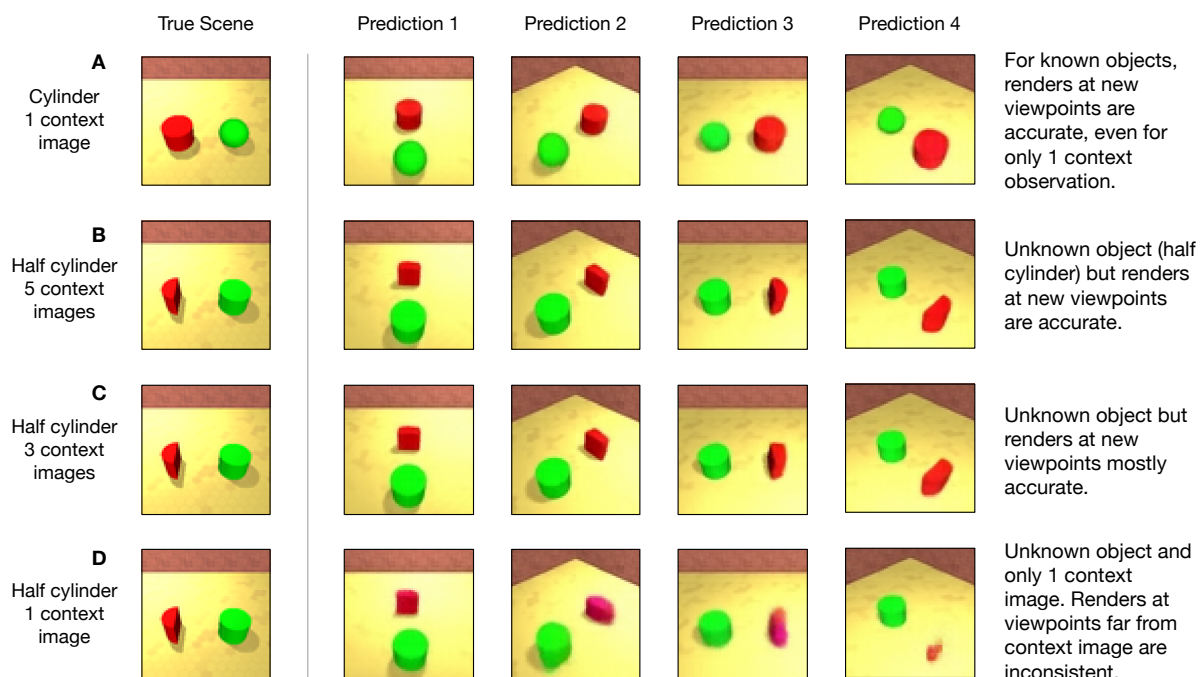 True Scene
Prediction 1
Prediction 2
Prediction 3
Prediction 4
A
Cylinder
1 context
image
For known objects,
renders at new
viewpoints are
accurate, even for
only 1 context
observation.
B
Half cylinder
5 context
images
Unknown object (half
cylinder) but renders
at new viewpoints
are accurate.
C
Half cylinder
3 context
images
Unknown object but
renders at new
viewpoints mostly
accurate.
D
Half cylinder
1 context
image
Unknown object and
only 1 context
image. Renders at
viewpoints far from
context image are
inconsistent.